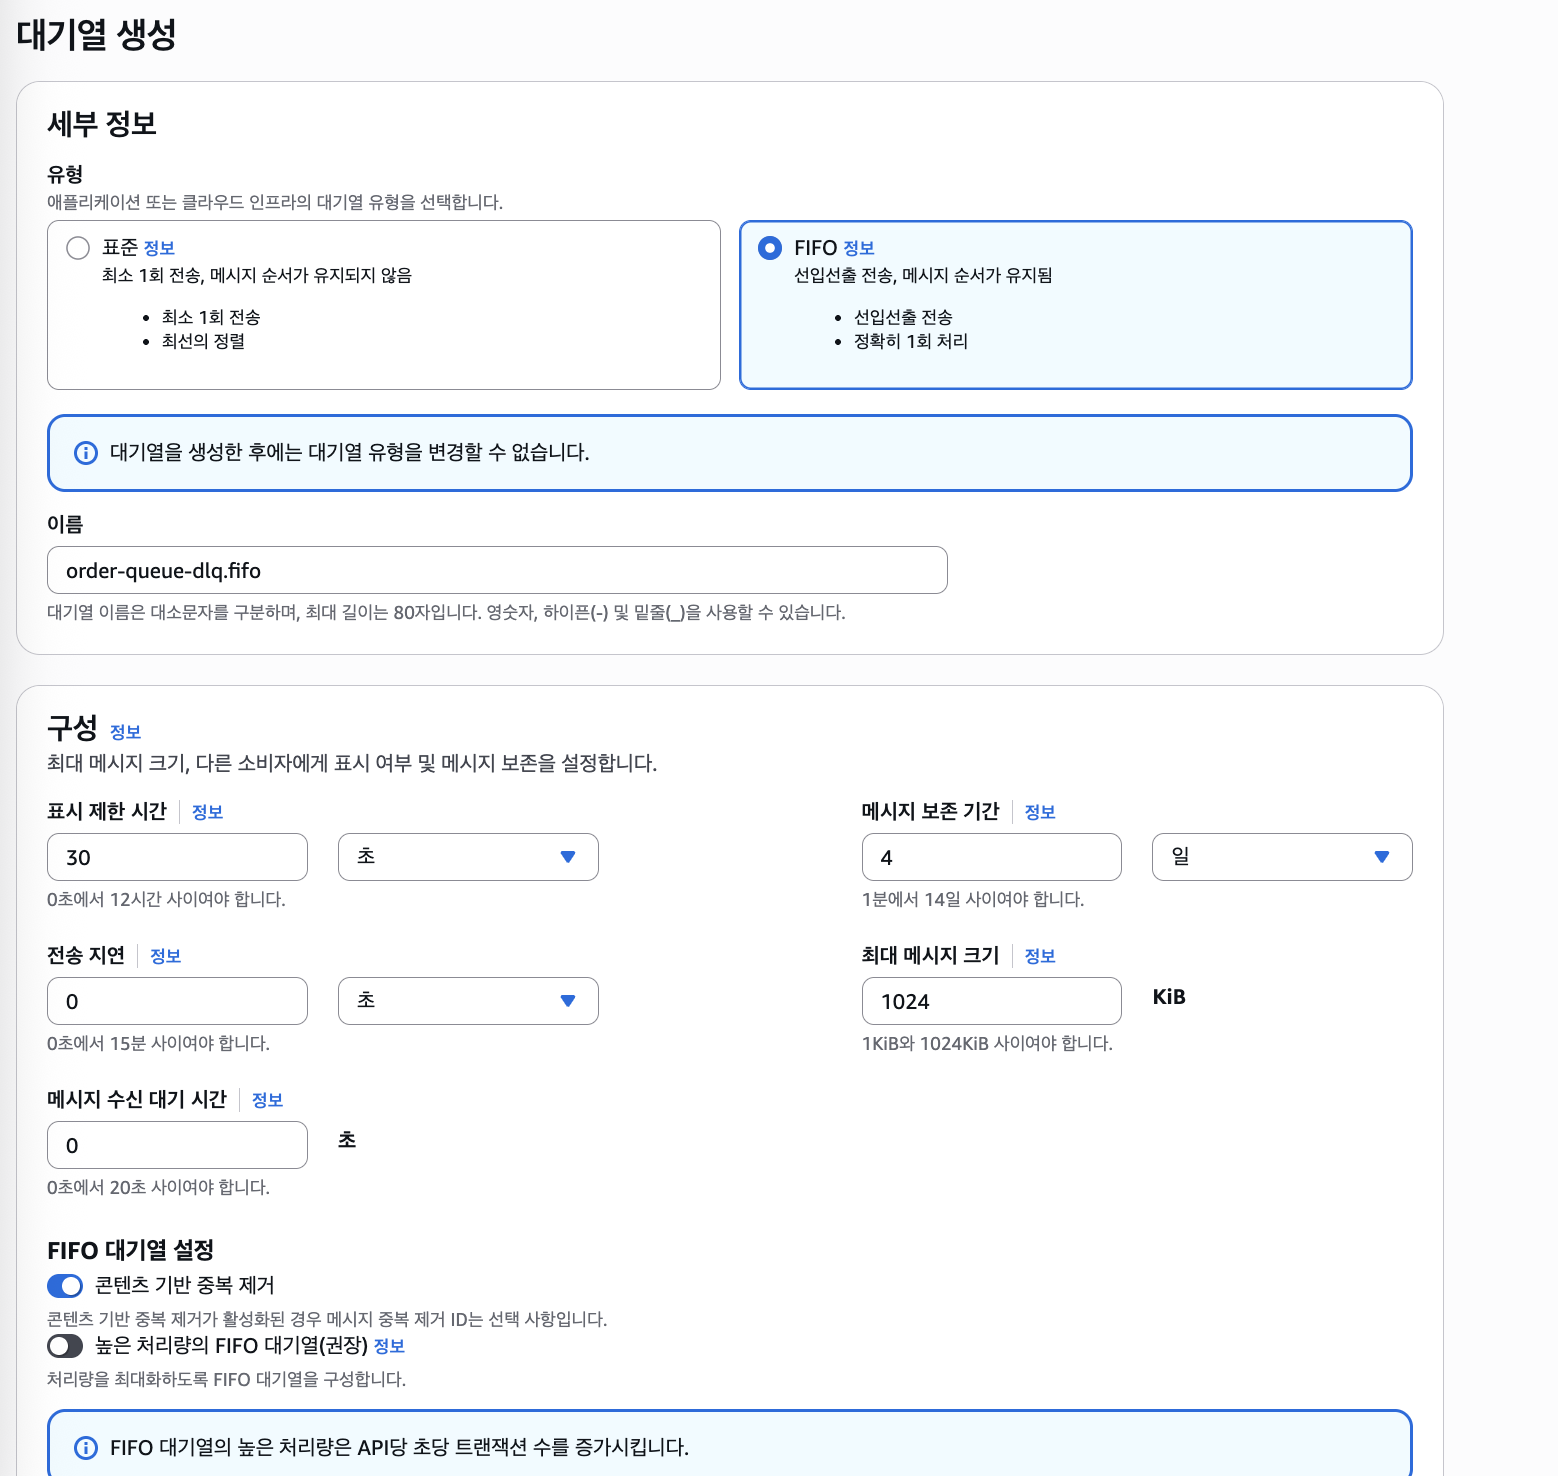 대기열 생성
세부 정보
유형
애플리케이션 또는 클라우드 인프라의 대기열 유형을 선택합니다.
표준 정보
최소 1회 전송, 메시지 순서가 유지되지 않음
• 최소 1회 전송
• 최선의 정렬
FIFO 정보
선입선출 전송, 메시지 순서가 유지됨
• 선입선출 전송
• 정확히 1회 처리
대기열을 생성한 후에는 대기열 유형을 변경할 수 없습니다.
이름
order-queue-dlq.fifo
대기열 이름은 대소문자를 구분하며, 최대 길이는 80자입니다. 영숫자, 하이픈(-) 및 밑줄(_)을 사용할 수 있습니다.
구성 정보
최대 메시지 크기, 다른 소비자에게 표시 여부 및 메시지 보존을 설정합니다.
표시 제한 시간 정보
30 초
0초에서 12시간 사이여야 합니다.
메시지 보존 기간 정보
4 일
1분에서 14일 사이여야 합니다.
전송 지연 정보
0 초
0초에서 15분 사이여야 합니다.
최대 메시지 크기 정보
1024 KiB
1KiB와 1024KiB 사이여야 합니다.
메시지 수신 대기 시간 정보
0 초
0초에서 20초 사이여야 합니다.
FIFO 대기열 설정
콘텐츠 기반 중복 제거
콘텐츠 기반 중복 제거가 활성화된 경우 메시지 중복 제거 ID는 선택 사항입니다.
높은 처리량의 FIFO 대기열(권장) 정보
처리량을 최대화하도록 FIFO 대기열을 구성합니다.
FIFO 대기열의 높은 처리량은 API당 초당 트랜잭션 수를 증가시킵니다.